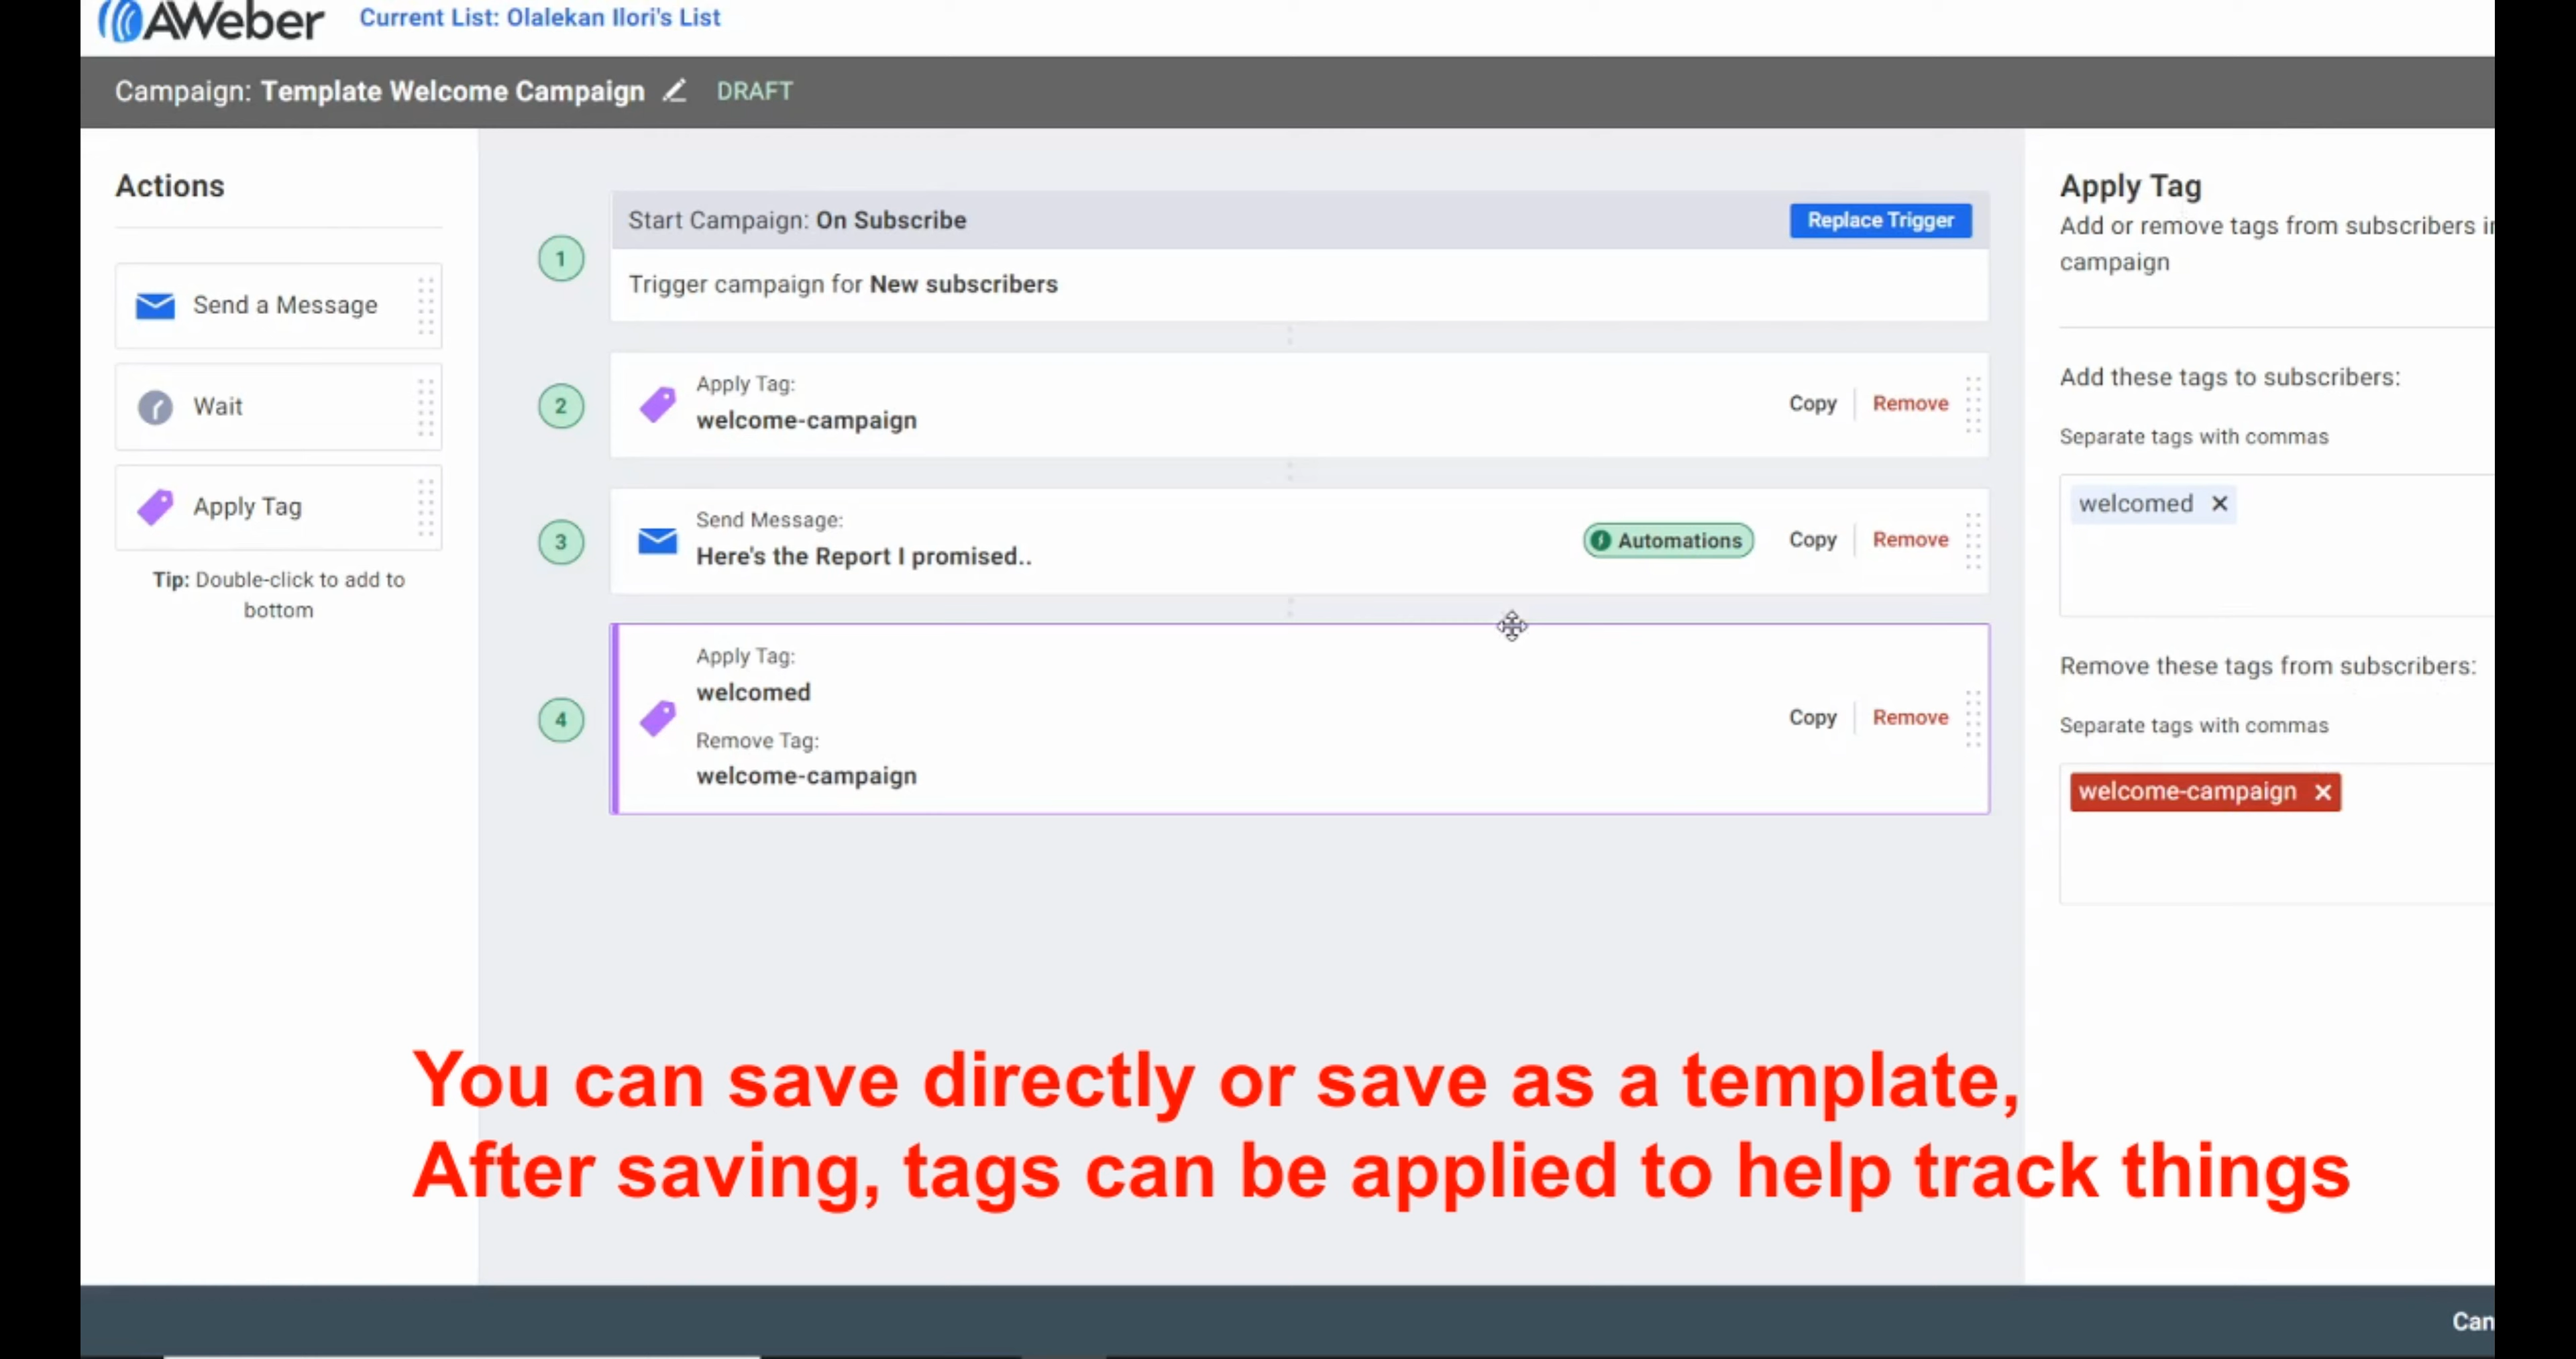 AWeber Current List: Olalekan Ilori's List
Campaign: Template Welcome Campaign DRAFT
Actions
Send a Message
Wait
Apply Tag
Tip: Double-click to add to
bottom
1
Start Campaign: On Subscribe
Replace Trigger
Trigger campaign for New subscribers
2
Apply Tag:
welcome-campaign
Copy Remove
3
Send Message:
Here's the Report I promised..
Automations Copy Remove
4
Apply Tag:
welcomed
Remove Tag:
welcome-campaign
Copy Remove
Apply Tag
Add or remove tags from subscribers in
campaign
Add these tags to subscribers:
Separate tags with commas
welcomed ×
Remove these tags from subscribers:
Separate tags with commas
welcome-campaign ×
You can save directly or save as a template,
After saving, tags can be applied to help track things
Can